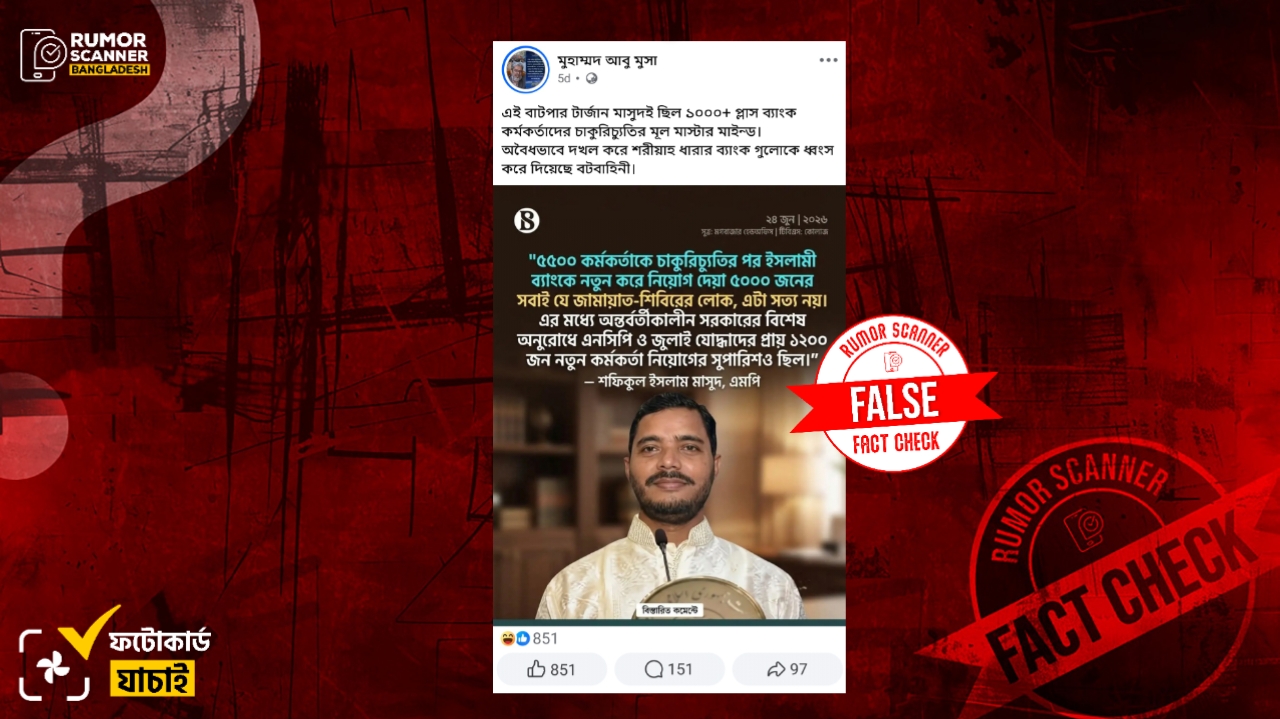 RUMOR
SCANNER
BANGLADESH
মুহাম্মদ আবু মুসা
5d
এই বাটপার টার্জান মাসুদই ছিল ১০০০+ প্লাস ব্যাংক
কর্মকর্তাদের চাকুরিচ্যুতির মূল মাস্টার মাইন্ড।
অবৈধভাবে দখল করে শরীয়াহ ধারার ব্যাংক গুলোকে ধ্বংস
করে দিয়েছে বটবাহিনী।
B
২৪ জুন | ২০২৬
"৫৫০০ কর্মকর্তাকে চাকুরিচ্যুতির পর ইসলামী
ব্যাংকে নতুন করে নিয়োগ দেয়া ৫০০০ জনের
সবাই যে জামায়াত-শিবিরের লোক, এটা সত্য নয়।
এর মধ্যে অন্তর্বর্তীকালীন সরকারের বিশেষ
অনুরোধে এনসিপি ও জুলাই যোদ্ধাদের প্রায় ১২০০
জন নতুন কর্মকর্তা নিয়োগের সুপারিশও ছিল।"
– শফিকুল ইসলাম মাসুদ, এমপি
বিস্তারিত কমেন্টে
851
851
151
97
RUMOR SCANNER
FALSE
FACT CHECK
RUMOR SCANNER
FACT CHECK
ফটোকার্ড
যাচাই